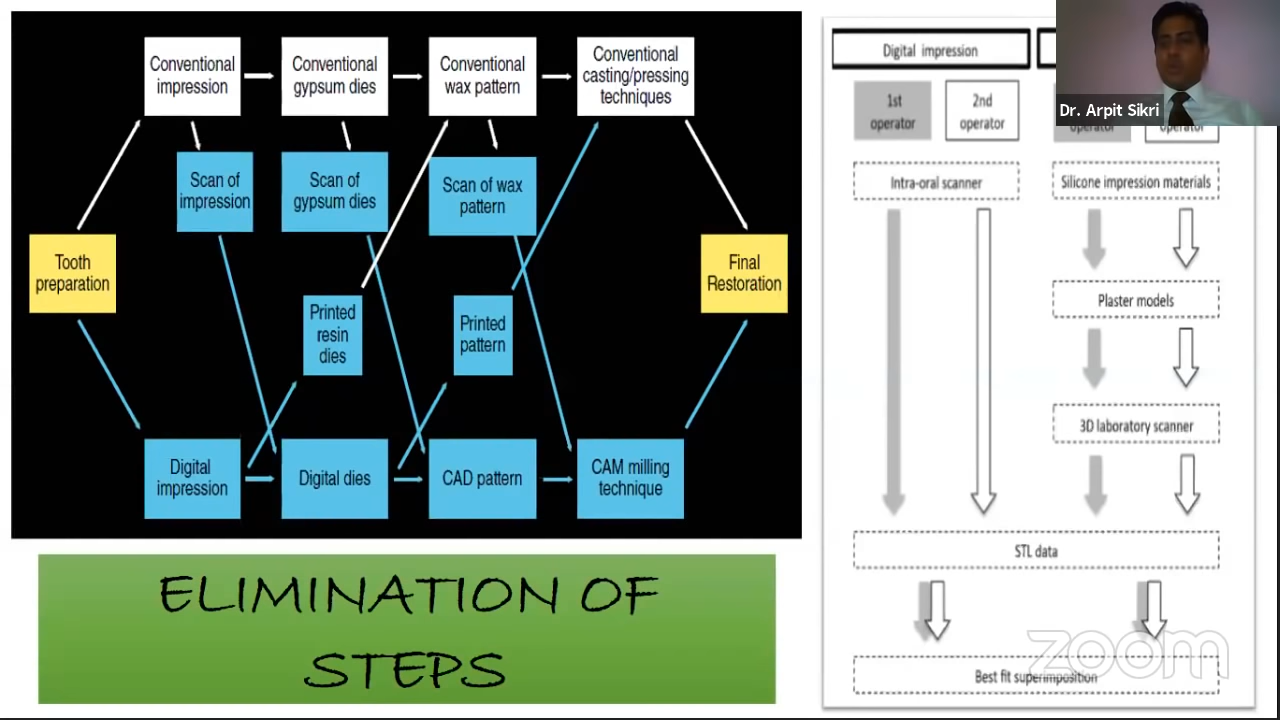 Conventional
impression
Conventional
gypsum dies
Conventional
wax pattern
Conventional
casting/pressing
techniques
Scan of
impression
Scan of
gypsum dies
Scan of wax
pattern
Tooth
preparation
Final
Restoration
Printed
resin
dies
Printed
pattern
Digital
impression
Digital dies
CAD pattern
CAM milling
technique
ELIMINATION OF
STEPS
Digital impression
1st
operator
2nd
operator
Dr. Arpit Sikri
operator
operator
Intra-oral scanner
Silicone impression materials
Plaster models
3D laboratory scanner
STL data
Best fit superimposition
zoom